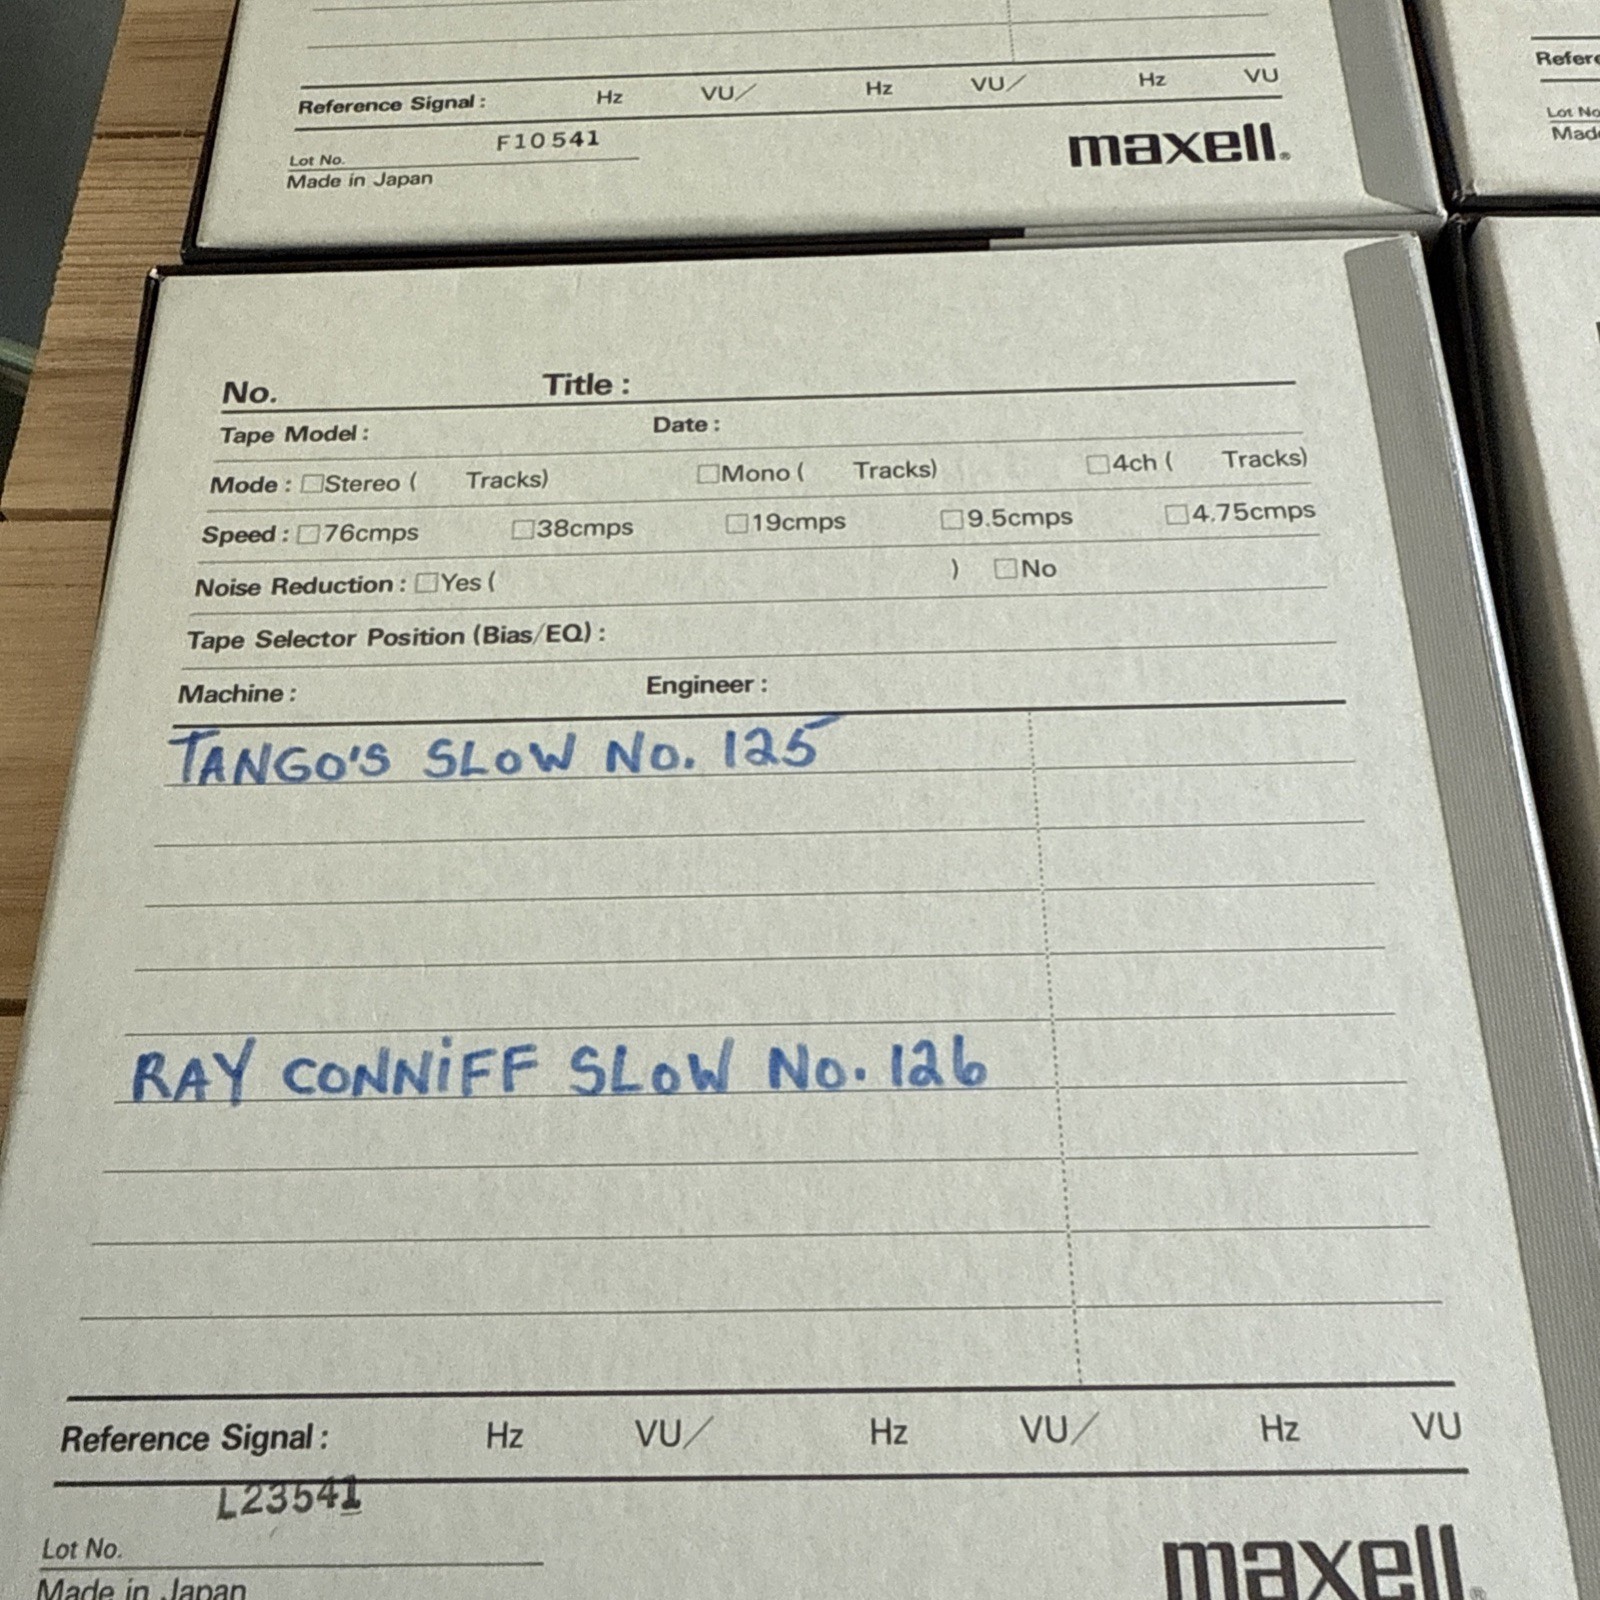 Reference Signal : Hz VU/ Hz VU/ Hz VU
F10541
Lot No.
Made in Japan
maxell®
Lot No
No. Title :
Tape Model : Date :
Mode : □Stereo ( Tracks) □Mono ( Tracks) □4ch ( Tracks)
Speed : □76cmps □38cmps □19cmps □9.5cmps □4.75cmps
Noise Reduction : □Yes ( ) □No
Tape Selector Position (Bias/EQ) :
Machine : Engineer :
TANGO'S SLOW No. 125
RAY CONNIFF SLOW No. 126
Reference Signal : Hz VU/ Hz VU/ Hz VU
L23541
Lot No.
Made in Japan
maxell®